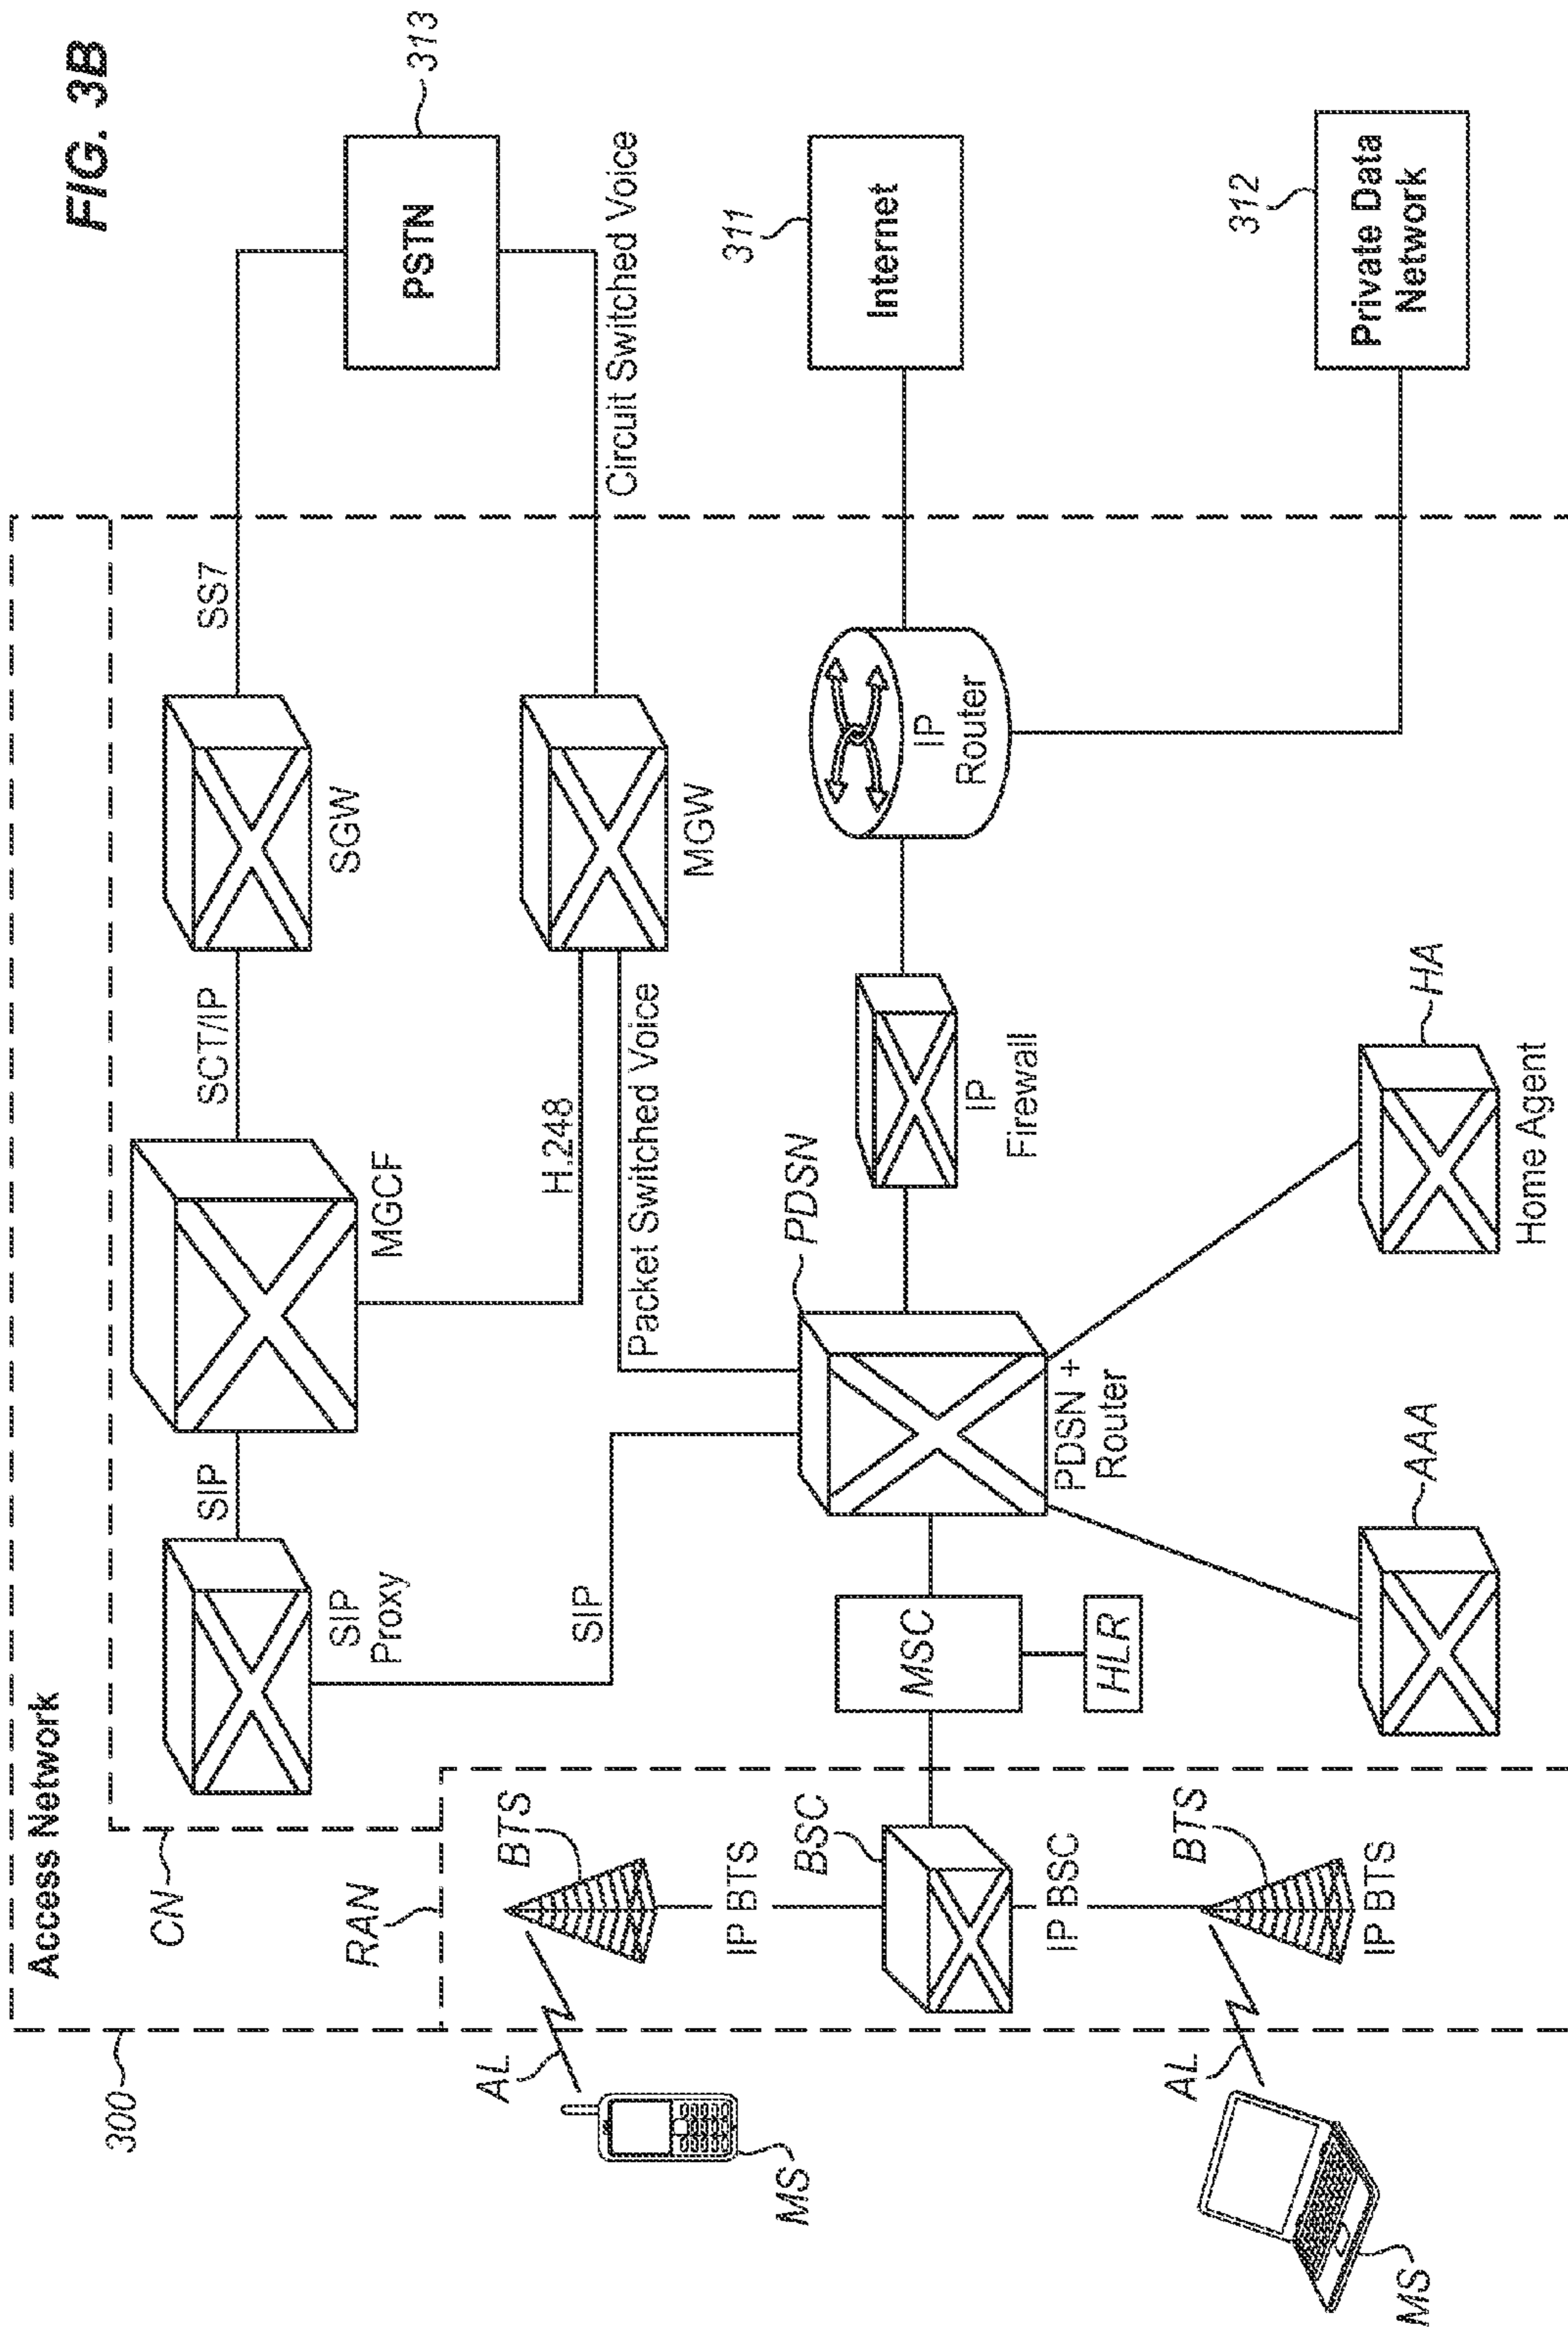 FIG. 3B
Access Network
300
CN
RAN
SIP
Proxy
SIP
MGCF
SCT/IP
SGW
SS7
PSTN
313
SIP
H.248
Packet Switched Voice
MGW
Circuit Switched Voice
AL
MS
BTS
IP BTS
BSC
IP BSC
MSC
HLR
PDSN
PDSN +
Router
IP
Firewall
IP
Router
Internet
311
AL
MS
BTS
IP BTS
AAA
HA
Home Agent
Private Data
Network
312